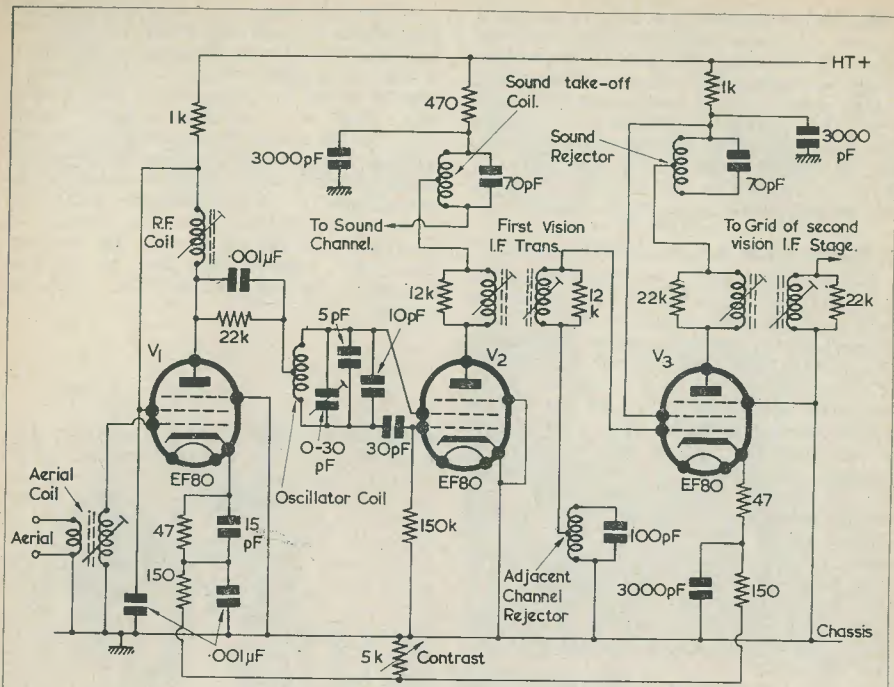 HT+
1k
470
Sound take-off
Coil.
1k
3000pF
70pF
Sound
Rejector
3000
pF
70pF
R.F.
Coil
To Sound
Channel.
First Vision
I.F. Trans.
To Grid of second
vision I.F. Stage.
.001μF
22k
5pF
10pF
12k
12
k
22k
22k
V1
V2
V3
0-30
pF
30pF
EF80
EF80
EF80
Oscillator Coil
Aerial
Coil
Aerial
47
15
pF
150
150k
100pF
Adjacent
Channel
Rejector
47
3000pF
150
.001μF
5k
Contrast
Chassis